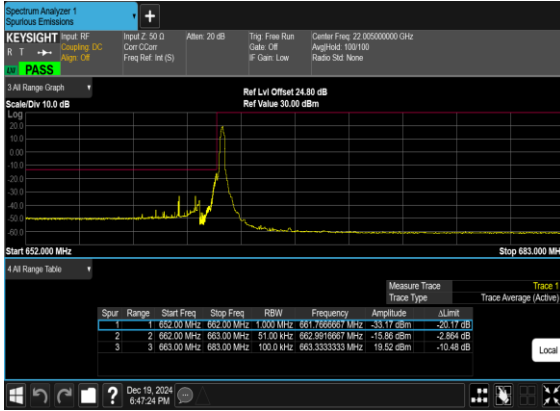 Spectrum Analyzer 1
Spurious Emissions
+
KEYSIGHT Input: RF Input Z: 50 Ω Atten: 20 dB Trig: Free Run Center Freq: 22.005000000 GHz
R T Coupling: DC Corr CCorr Gate: Off Avg|Hold: 100/100
Align: Off Freq Ref: Int (S) IF Gain: Low Radio Std: None
PASS
3 All Range Graph
Ref Lvl Offset 24.80 dB
Scale/Div 10.0 dB Ref Value 30.00 dBm
Log
20.0
10.0
0.00
-10.0
-20.0
-30.0
-40.0
-50.0
-60.0
Start 652.000 MHz Stop 683.000 MH
4 All Range Table
Measure Trace Trace 1
Trace Type Trace Average (Active)
Spur Range Start Freq Stop Freq RBW Frequency Amplitude ΔLimit
1 1 652.00 MHz 662.00 MHz 1.000 MHz 661.7666667 MHz -33.17 dBm -20.17 dB
2 2 662.00 MHz 663.00 MHz 51.00 kHz 662.9916667 MHz -15.86 dBm -2.864 dB
3 3 663.00 MHz 683.00 MHz 100.0 kHz 663.3333333 MHz 19.52 dBm -10.48 dB
Local
? Dec 19, 2024
6:47:24 PM